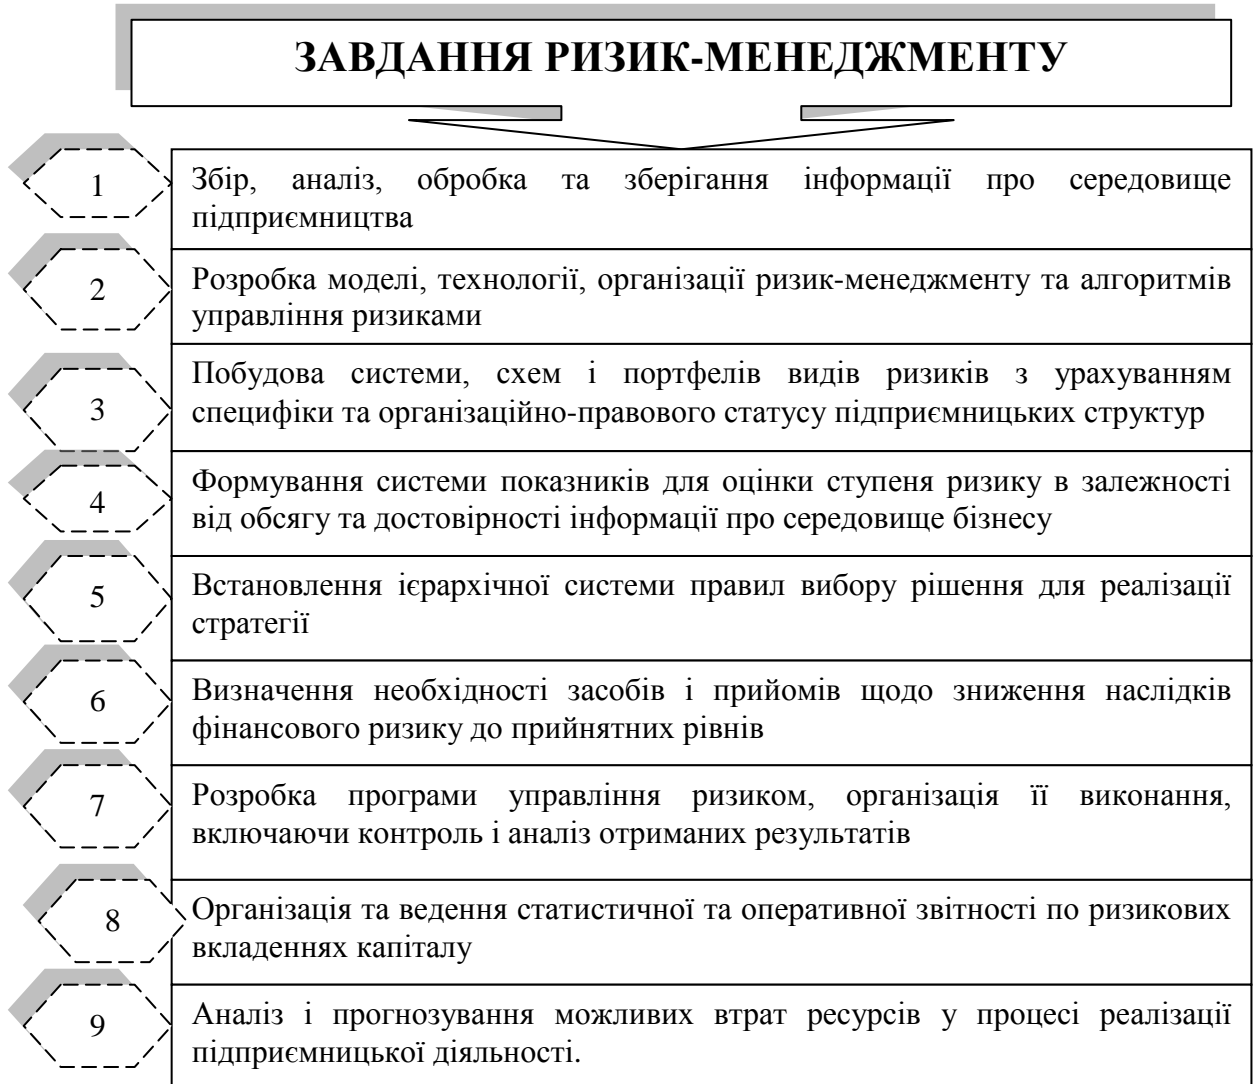 ЗАВДАННЯ РИЗИК-МЕНЕДЖМЕНТУ
1
Збір, аналіз, обробка та зберігання інформації про середовище
підприємництва
2
Розробка моделі, технології, організації ризик-менеджменту та алгоритмів
управління ризиками
3
Побудова системи, схем і портфелів видів ризиків з урахуванням
специфіки та організаційно-правового статусу підприємницьких структур
4
Формування системи показників для оцінки ступеня ризику в залежності
від обсягу та достовірності інформації про середовище бізнесу
5
Встановлення ієрархічної системи правил вибору рішення для реалізації
стратегії
6
Визначення необхідності засобів і прийомів щодо зниження наслідків
фінансового ризику до прийнятних рівнів
7
Розробка програми управління ризиком, організація її виконання,
включаючи контроль і аналіз отриманих результатів
8
Організація та ведення статистичної та оперативної звітності по ризикових
вкладеннях капіталу
9
Аналіз і прогнозування можливих втрат ресурсів у процесі реалізації
підприємницької діяльності.